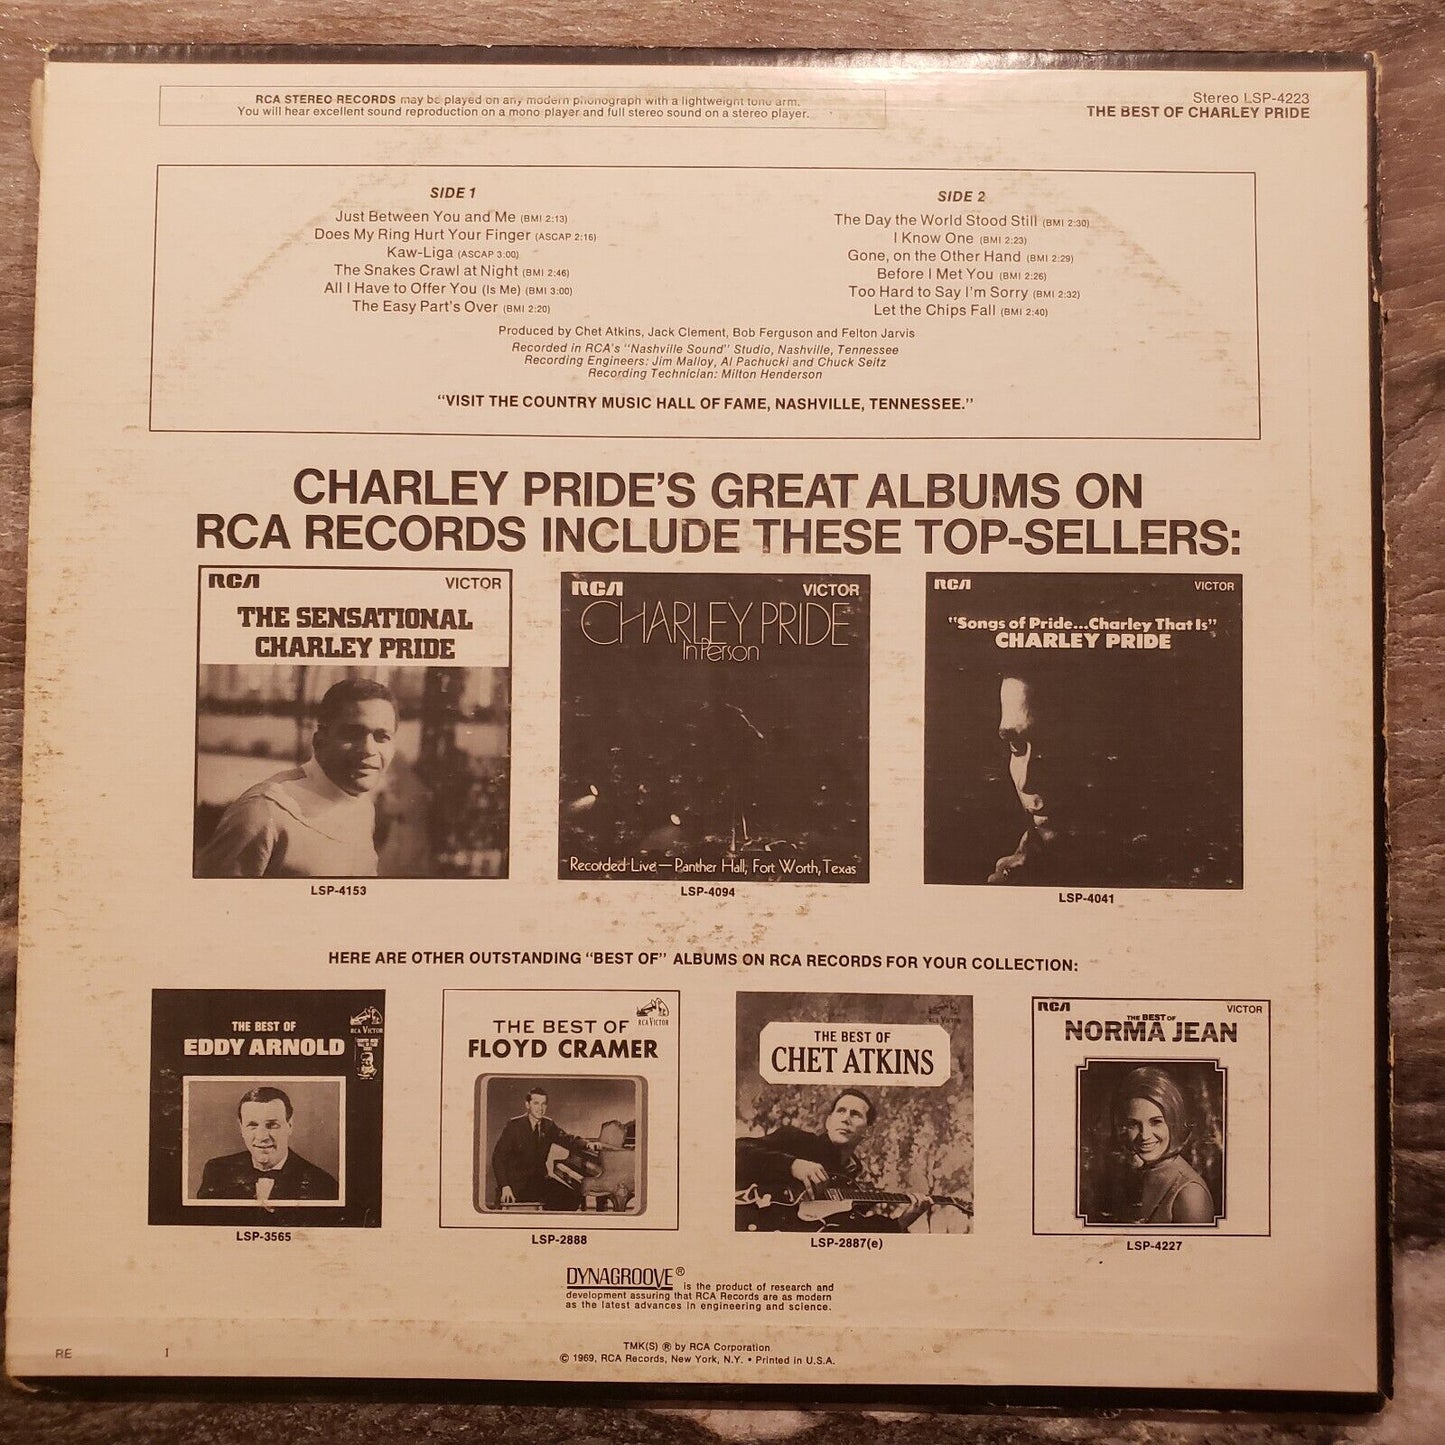 RCA STEREO RECORDS may be played on any modern phonograph with a lightweight tone arm.
You will hear excellent sound reproduction on a mono player and full stereo sound on a stereo player.
Stereo LSP-4223
THE BEST OF CHARLEY PRIDE
SIDE 1
Just Between You and Me (BMI 2:13)
Does My Ring Hurt Your Finger (ASCAP 2:16)
Kaw-Liga (ASCAP 3:00)
The Snakes Crawl at Night (BMI 2:46)
All I Have to Offer You (Is Me) (BMI 3:00)
The Easy Part's Over (BMI 2:20)
SIDE 2
The Day the World Stood Still (BMI 2:30)
I Know One (BMI 2:23)
Gone, on the Other Hand (BMI 2:29)
Before I Met You (BMI 2:26)
Too Hard to Say I'm Sorry (BMI 2:32)
Let the Chips Fall (BMI 2:40)
Produced by Chet Atkins, Jack Clement, Bob Ferguson and Felton Jarvis
Recorded in RCA's "Nashville Sound" Studio, Nashville, Tennessee
Recording Engineers: Jim Malloy, Al Pachucki and Chuck Seitz
Recording Technician: Milton Henderson
"VISIT THE COUNTRY MUSIC HALL OF FAME, NASHVILLE, TENNESSEE."
CHARLEY PRIDE'S GREAT ALBUMS ON
RCA RECORDS INCLUDE THESE TOP-SELLERS:
RCA VICTOR
THE SENSATIONAL
CHARLEY PRIDE
LSP-4153
RCA VICTOR
CHARLEY PRIDE
In Person
Recorded Live—Panther Hall, Fort Worth, Texas
LSP-4094
RCA VICTOR
"Songs of Pride...Charley That Is"
CHARLEY PRIDE
LSP-4041
HERE ARE OTHER OUTSTANDING "BEST OF" ALBUMS ON RCA RECORDS FOR YOUR COLLECTION:
RCA VICTOR
THE BEST OF
EDDY ARNOLD
LSP-3565
RCA VICTOR
THE BEST OF
FLOYD CRAMER
LSP-2888
THE BEST OF
CHET ATKINS
LSP-2887(e)
RCA VICTOR
THE BEST OF
NORMA JEAN
LSP-4227
DYNAGROOVE® is the product of research and
development assuring that RCA Records are as modern
as the latest advances in engineering and science.
TMK(S) ® by RCA Corporation
© 1969, RCA Records, New York, N.Y. • Printed in U.S.A.
RE I